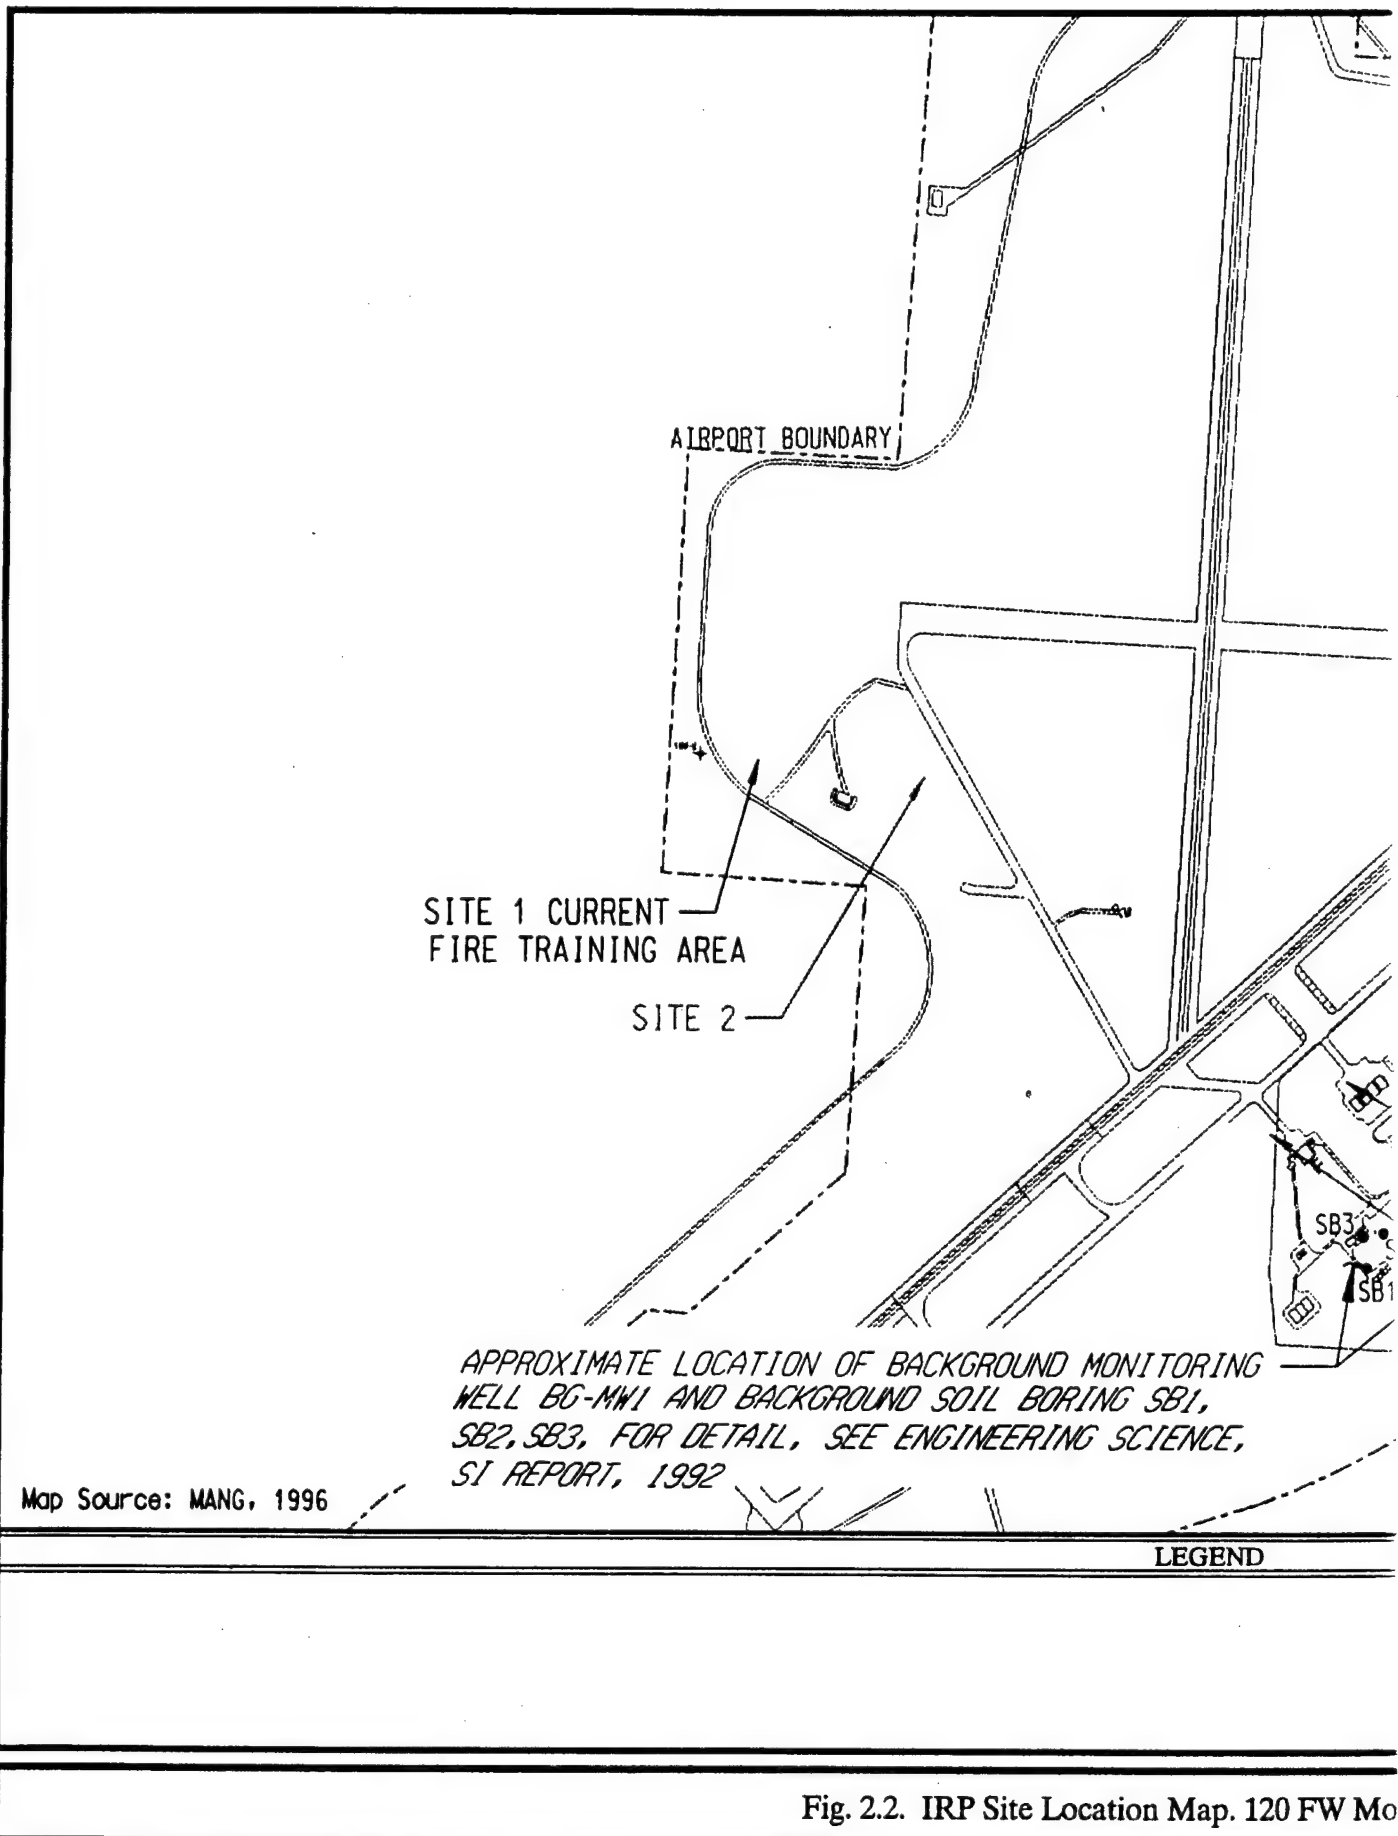 AIRPORT BOUNDARY
SITE 1 CURRENT
FIRE TRAINING AREA
SITE 2
SB3
SB1
APPROXIMATE LOCATION OF BACKGROUND MONITORING
WELL BG-MW1 AND BACKGROUND SOIL BORING SB1,
SB2, SB3, FOR DETAIL, SEE ENGINEERING SCIENCE,
SI REPORT, 1992
Map Source: MANG, 1996
LEGEND
Fig. 2.2. IRP Site Location Map. 120 FW Mo